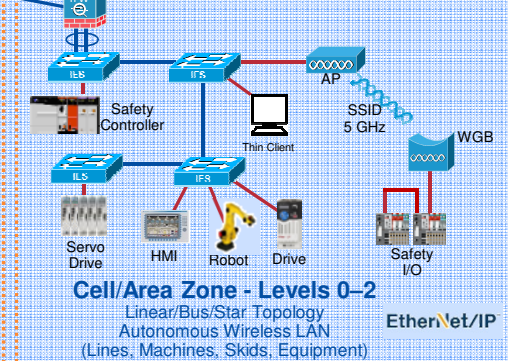 IES
IES
AP
Safety
Controller
SSID
5 GHz
Thin Client
WGB
IES
IES
Servo
Drive
HMI
Robot
Drive
Safety
I/O
Cell/Area Zone - Levels 0–2
Linear/Bus/Star Topology
Autonomous Wireless LAN
(Lines, Machines, Skids, Equipment)
EtherNet/IP